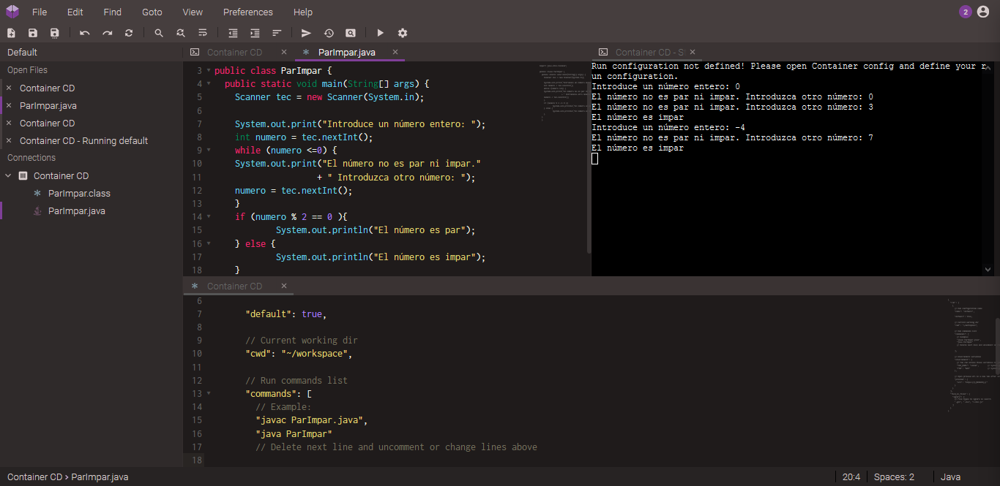 File Edit Find Goto View Preferences Help
2
Default
Open Files
Container CD
ParImpar.java
Container CD
Container CD - Running default
Connections
Container CD
ParImpar.class
ParImpar.java
Container CD
ParImpar.java
3 public class ParImpar {
4 public static void main(String[] args) {
5 Scanner tec = new Scanner(System.in);
6
7 System.out.print("Introduce un número entero: ");
8 int numero = tec.nextInt();
9 while (numero <=0) {
10 System.out.print("El número no es par ni impar."
11 + " Introduzca otro número: ");
12 numero = tec.nextInt();
13 }
14 if (numero % 2 == 0 ){
15 System.out.println("El número es par");
16 } else {
17 System.out.println("El número es impar");
18 }
Container CD - S
Run configuration not defined! Please open Container config and define your r
un configuration.
Introduce un número entero: 0
El número no es par ni impar. Introduzca otro número: 0
El número no es par ni impar. Introduzca otro número: 3
El número es impar
Introduce un número entero: -4
El número no es par ni impar. Introduzca otro número: 7
El número es impar
Container CD
6
7 "default": true,
8
9 // Current working dir
10 "cwd": "~/workspace",
11
12 // Run commands list
13 "commands": [
14 // Example:
15 "javac ParImpar.java",
16 "java ParImpar"
17 // Delete next line and uncomment or change lines above
18
Container CD > ParImpar.java
20:4 Spaces: 2 Java